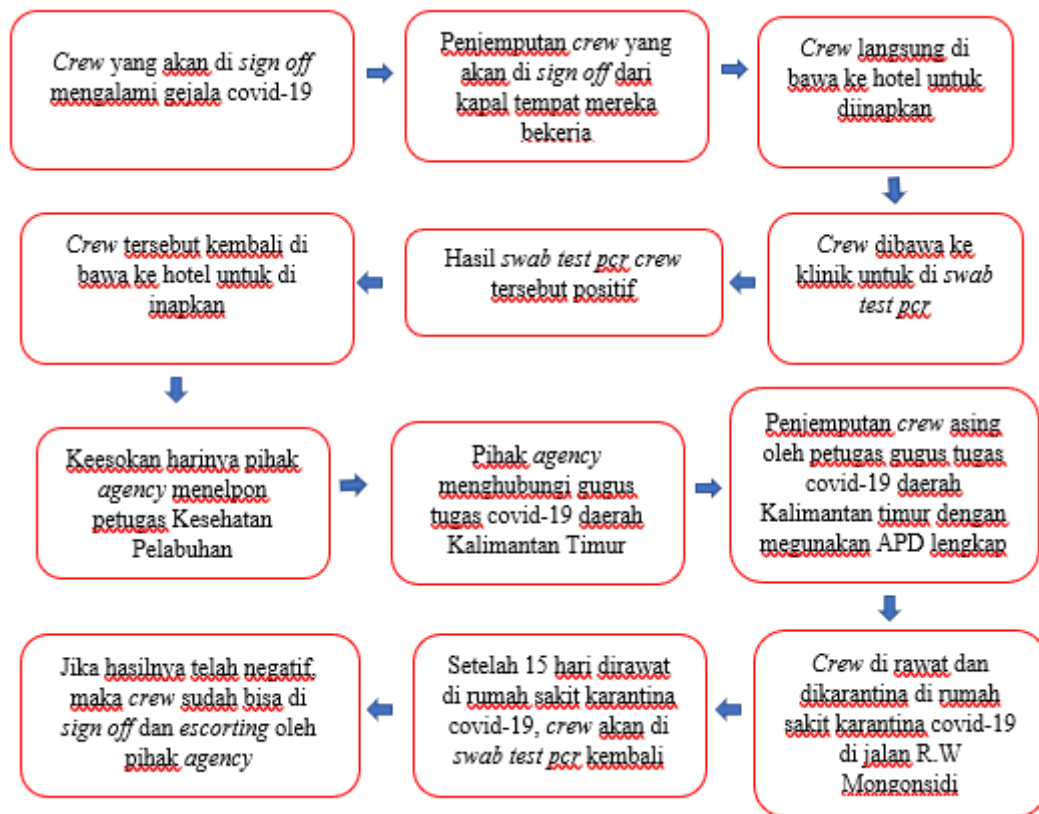 Crew yang akan di sign off
mengalami gejala covid-19
Penjemputan crew yang
akan di sign off dari
kapal tempat mereka
bekerja
Crew langsung di
bawa ke hotel untuk
diinapkan
Crew dibawa ke
klinik untuk di swab
test pcr
Hasil swab test pcr crew
tersebut positif
Crew tersebut kembali di
bawa ke hotel untuk di
inapkan
Keesokan harinya pihak
agency menelpon
petugas Kesehatan
Pelabuhan
Pihak agency
menghubungi gugus
tugas covid-19 daerah
Kalimantan Timur
Penjemputan crew asing
oleh petugas gugus tugas
covid-19 daerah
Kalimantan timur dengan
megunakan APD lengkap
Crew di rawat dan
dikarantina di rumah
sakit karantina covid-19
di jalan R.W
Mongonsidi
Setelah 15 hari dirawat
di rumah sakit karantina
covid-19, crew akan di
swab test pcr kembali
Jika hasilnya telah negatif,
maka crew sudah bisa di
sign off dan escorting oleh
pihak agency